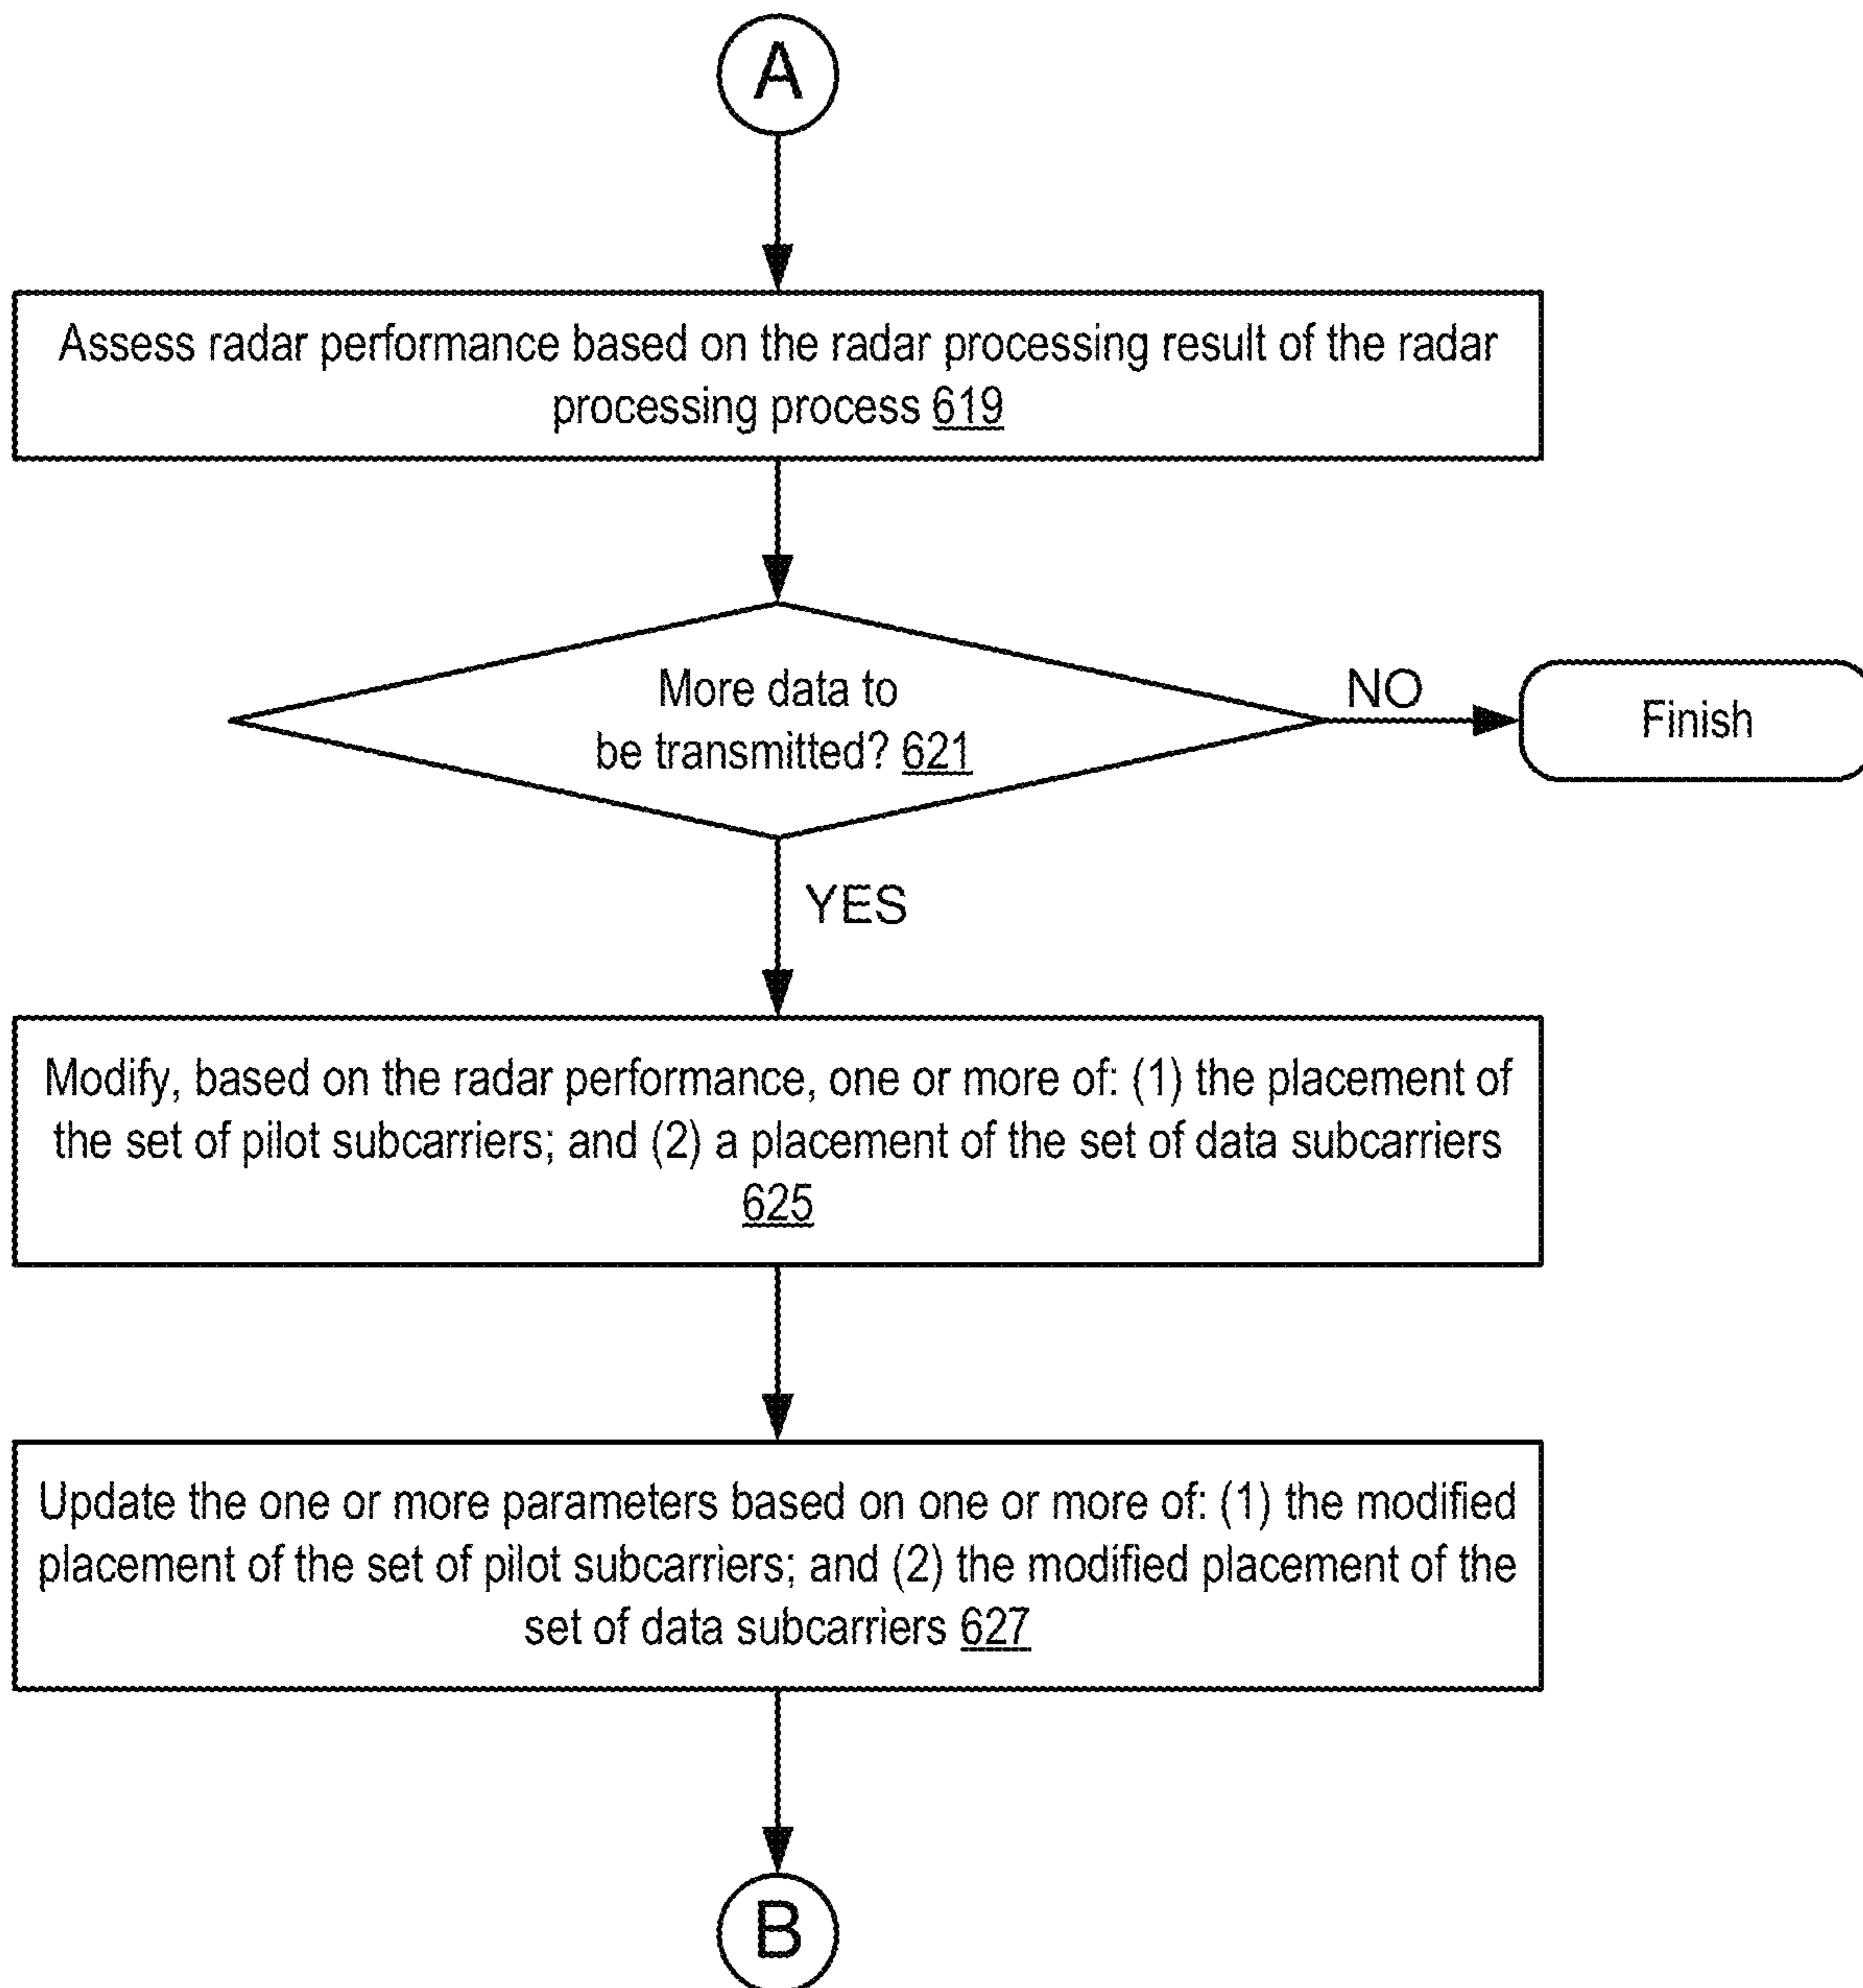 A
Assess radar performance based on the radar processing result of the radar
processing process 619
More data to
be transmitted? 621
NO
Finish
YES
Modify, based on the radar performance, one or more of: (1) the placement of
the set of pilot subcarriers; and (2) a placement of the set of data subcarriers
625
Update the one or more parameters based on one or more of: (1) the modified
placement of the set of pilot subcarriers; and (2) the modified placement of the
set of data subcarriers 627
B